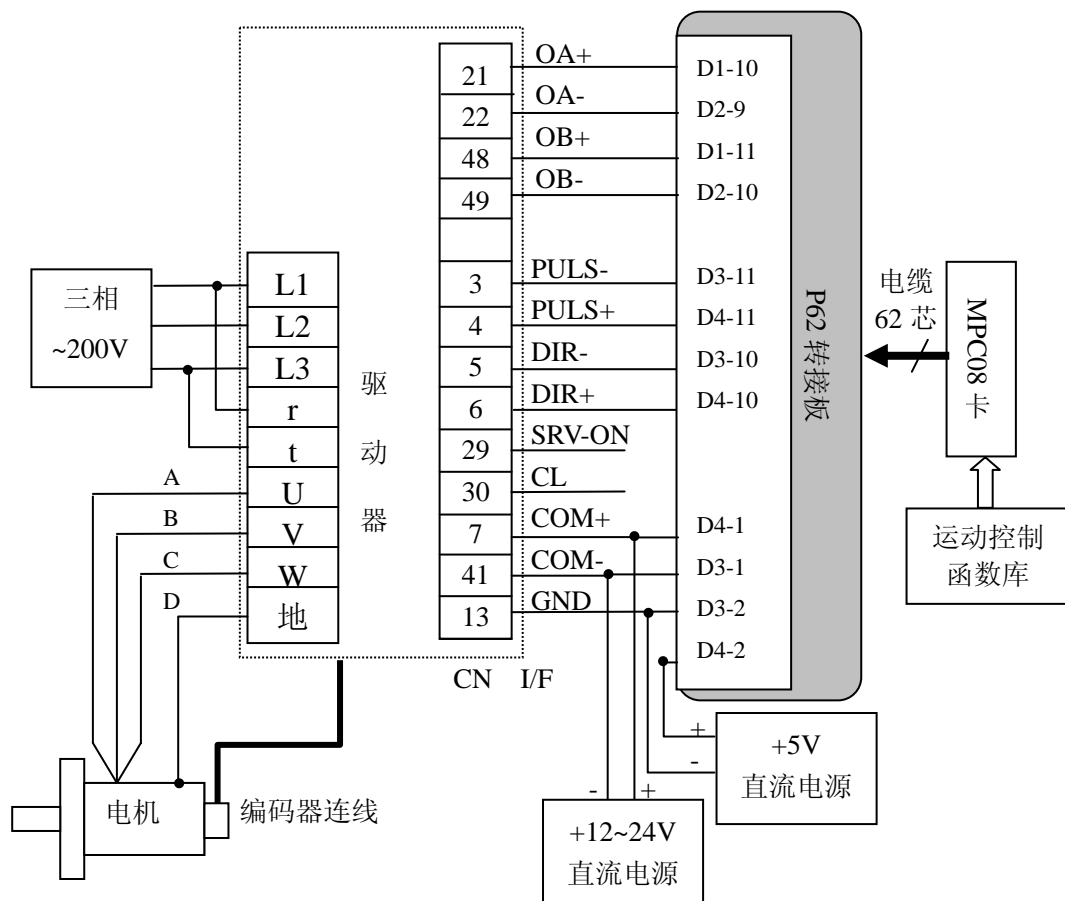 三相
~200V
L1
L2
L3
r
t
U
V
W
地
A
B
C
D
驱
动
器
21
22
48
49
3
4
5
6
29
30
7
41
13
CN I/F
OA+
OA-
OB+
OB-
PULS-
PULS+
DIR-
DIR+
SRV-ON
CL
COM+
COM-
GND
D1-10
D2-9
D1-11
D2-10
D3-11
D4-11
D3-10
D4-10
D4-1
D3-1
D3-2
D4-2
P62 转接板
电缆
62 芯
MPC08 卡
运动控制
函数库
+
-
+5V
直流电源
-
+
+12~24V
直流电源
电机
编码器连线